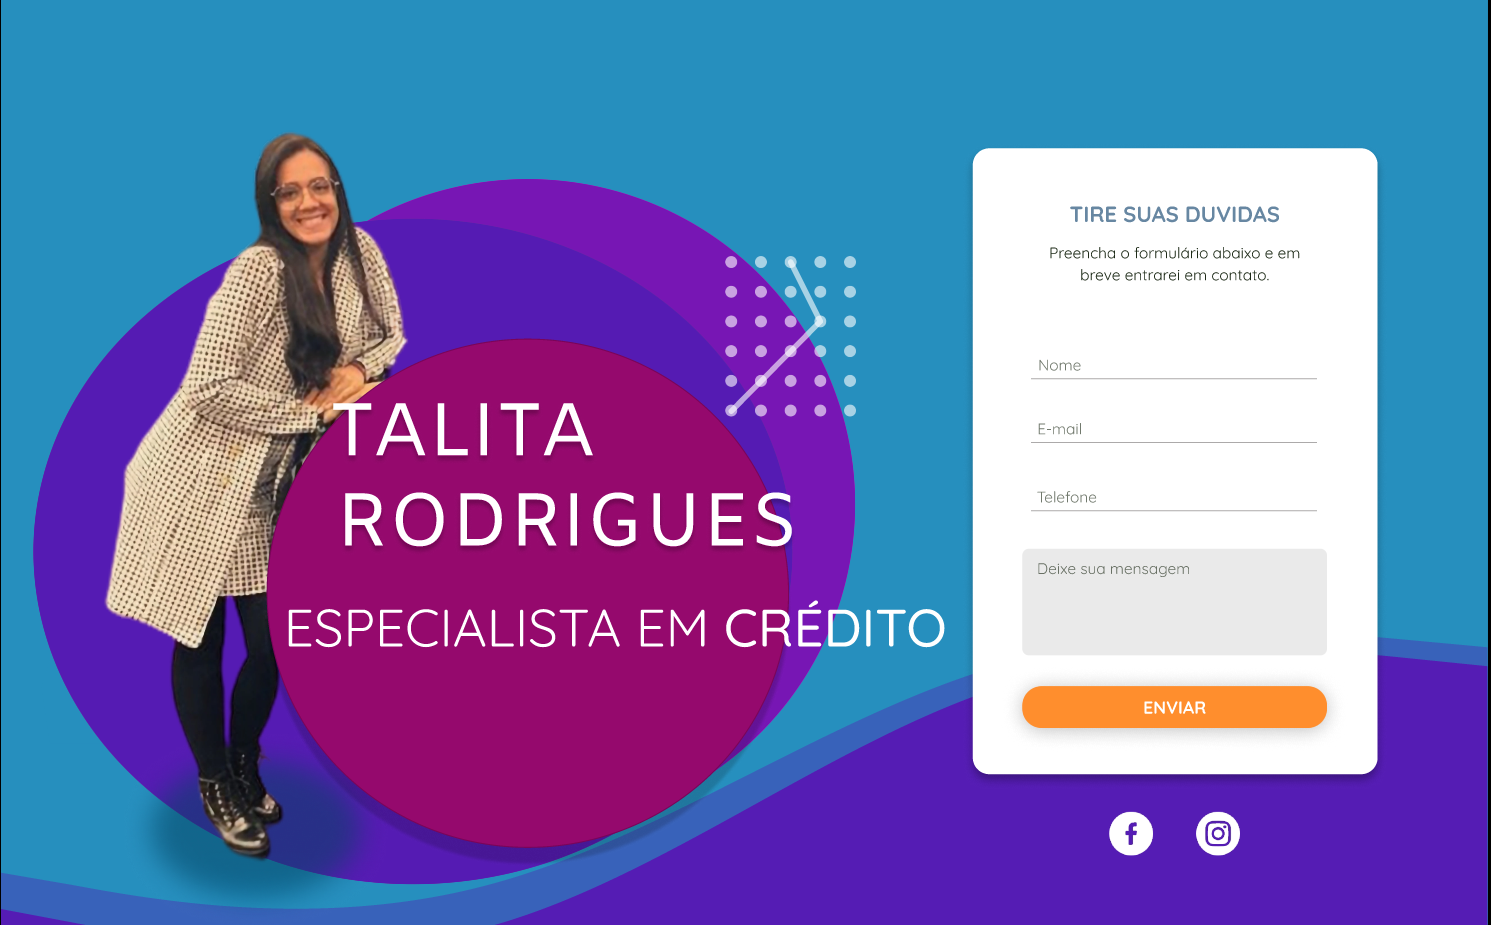 TALITA
RODRIGUES
ESPECIALISTA EM CRÉDITO
TIRE SUAS DUVIDAS
Preencha o formulário abaixo e em
breve entrarei em contato.
Nome
E-mail
Telefone
Deixe sua mensagem
ENVIAR